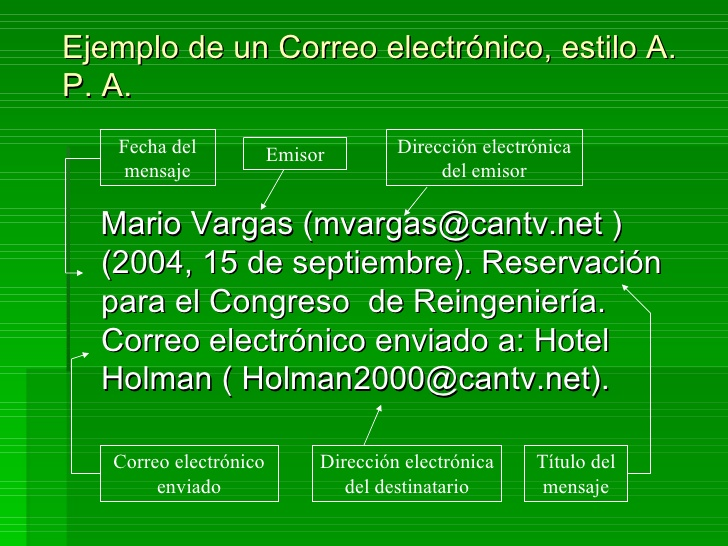 Ejemplo de un Correo electrónico, estilo A.
P. A.
Fecha del
mensaje
Emisor
Dirección electrónica
del emisor
Mario Vargas (mvargas@cantv.net )
(2004, 15 de septiembre). Reservación
para el Congreso  de Reingeniería.
Correo electrónico enviado a: Hotel
Holman ( Holman2000@cantv.net).
Correo electrónico
enviado
Dirección electrónica
del destinatario
Título del
mensaje